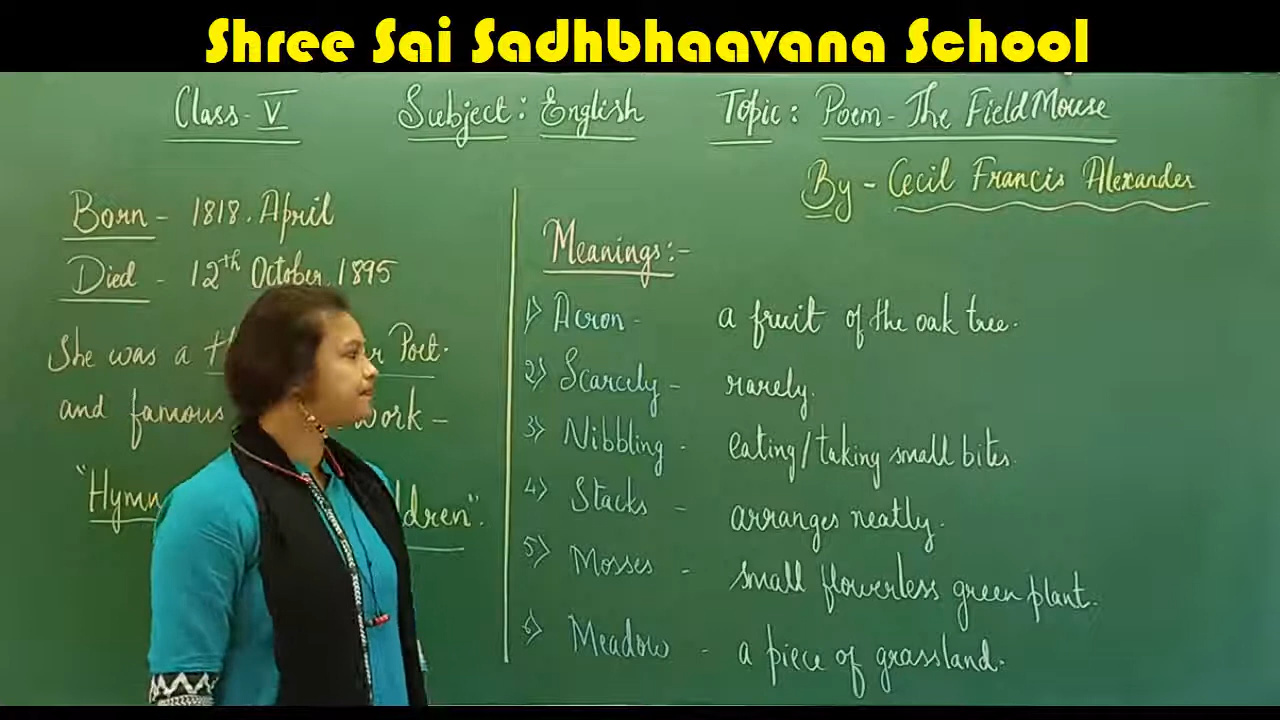 Shree Sai Sadhbhaavana School
Class - V Subject: English Topic: Poem - The Field Mouse
By - Cecil Francis Alexander
Born - 1818. April
Died - 12th October, 1895
She was a Poet.
and famous work -
"Hymn dren".
Meanings:-
1) Acron - a fruit of the oak tree.
2) Scarcely - rarely.
3) Nibbling - eating/taking small bites.
4) Stacks - arranges neatly.
5) Mosses - small flowerless green plant.
6) Meadow - a piece of grassland.